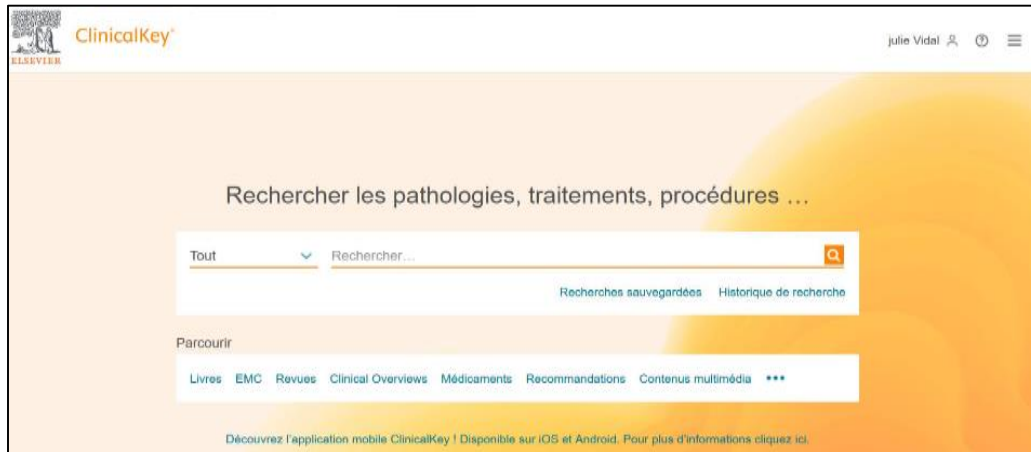 ELSEVIER
ClinicalKey®
julie Vidal
Rechercher les pathologies, traitements, procédures ...
Tout Rechercher...
Recherches sauvegardées Historique de recherche
Parcourir
Livres EMC Revues Clinical Overviews Médicaments Recommandations Contenus multimédia •••
Découvrez l'application mobile ClinicalKey ! Disponible sur iOS et Android. Pour plus d'informations cliquez ici.